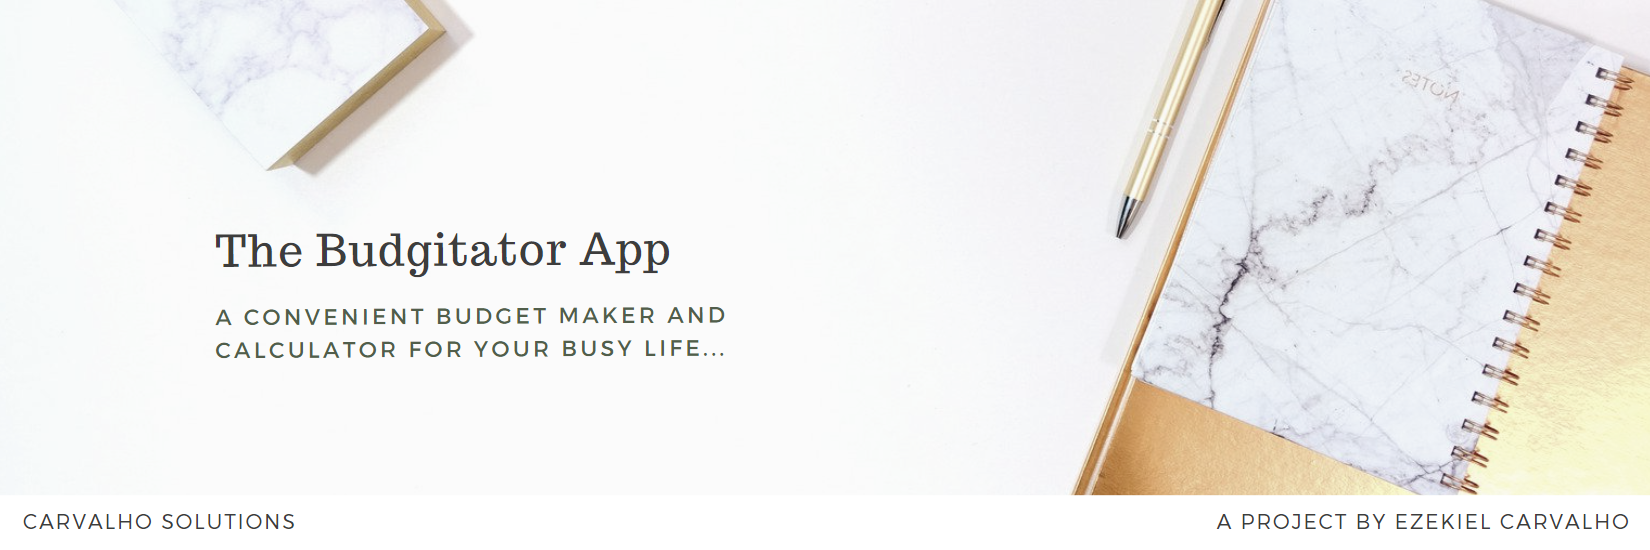 NOTES
The Budgitator App
A CONVENIENT BUDGET MAKER AND
CALCULATOR FOR YOUR BUSY LIFE...
CARVALHO SOLUTIONS
A PROJECT BY EZEKIEL CARVALHO